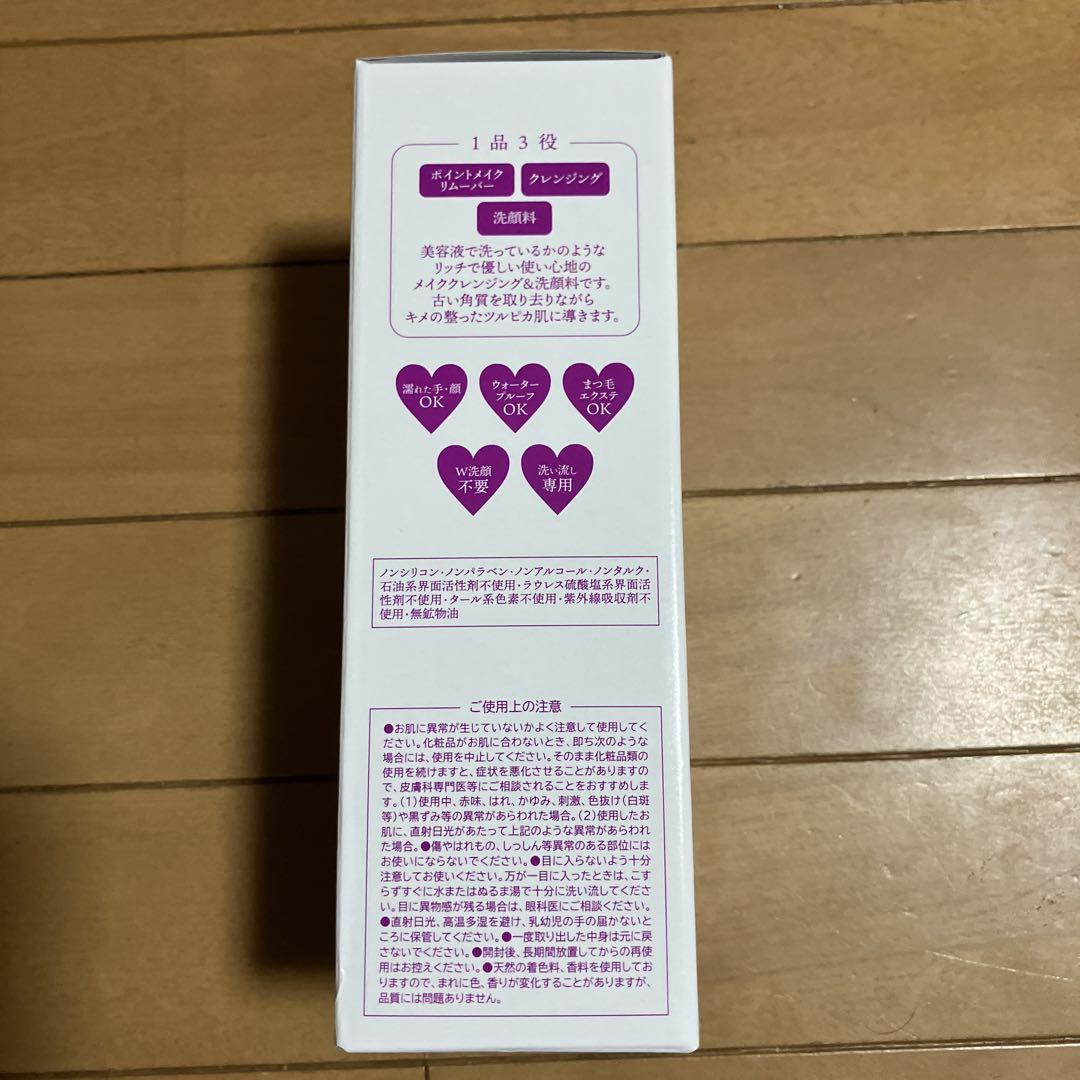 1品3役
ポイントメイク
リムーバー
クレンジング
洗顔料
美容液で洗っているかのような
リッチで優しい使い心地の
メイククレンジング&洗顔料です。
古い角質を取り去りながら
キメの整ったツルピカ肌に導きます。
濡れた手・顔
OK
ウォーター
プルーフ
OK
まつ毛
エクステ
OK
W洗顔
不要
洗い流し
専用
ノンシリコン・ノンパラベン・ノンアルコール・ノンタルク・
石油系界面活性剤不使用・ラウレス硫酸塩系界面活
性剤不使用・タール系色素不使用・紫外線吸収剤不
使用・無鉱物油
ご使用上の注意
●お肌に異常が生じていないかよく注意して使用してく
ださい。化粧品がお肌に合わないとき、即ち次のような
場合には、使用を中止してください。そのまま化粧品類の
使用を続けますと、症状を悪化させることがありますの
で、皮膚科専門医等にご相談されることをおすすめしま
す。(1)使用中、赤味、はれ、かゆみ、刺激、色抜け(白斑
等)や黒ずみ等の異常があらわれた場合。(2)使用したお
肌に、直射日光があたって上記のような異常があらわれ
た場合。●傷やはれもの、しっしん等異常のある部位には
お使いにならないでください。●目に入らないよう十分
注意してお使いください。万が一目に入ったときは、こす
らずすぐに水またはぬるま湯で十分に洗い流してくださ
い。目に異物感が残る場合は、眼科医にご相談ください。
●直射日光、高温多湿を避け、乳幼児の手の届かないと
ころに保管してください。●一度取り出した中身は元に戻
さないでください。●開封後、長期間放置してからの再使
用はお控えください。●天然の着色料、香料を使用してお
りますので、まれに色、香りが変化することがありますが、
品質には問題ありません。